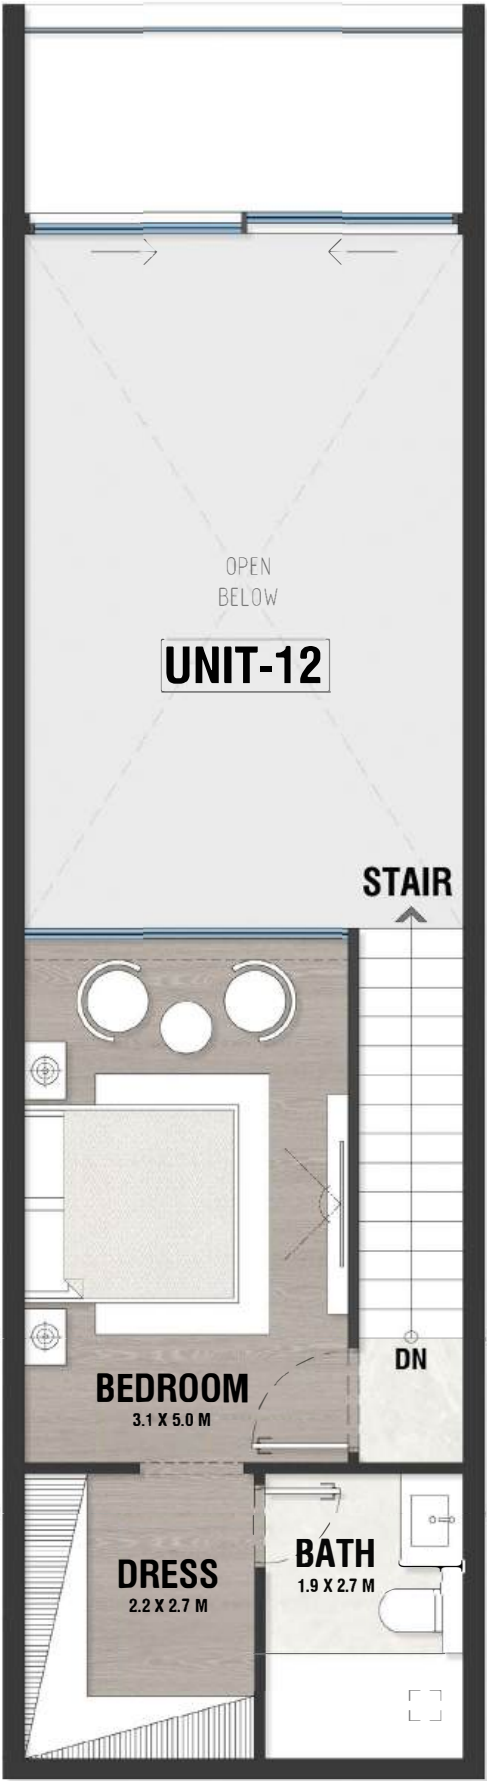 OPEN
BELOW
UNIT-12
STAIR
DN
BEDROOM
3.1 X 5.0 M
DRESS
2.2 X 2.7 M
BATH
1.9 X 2.7 M